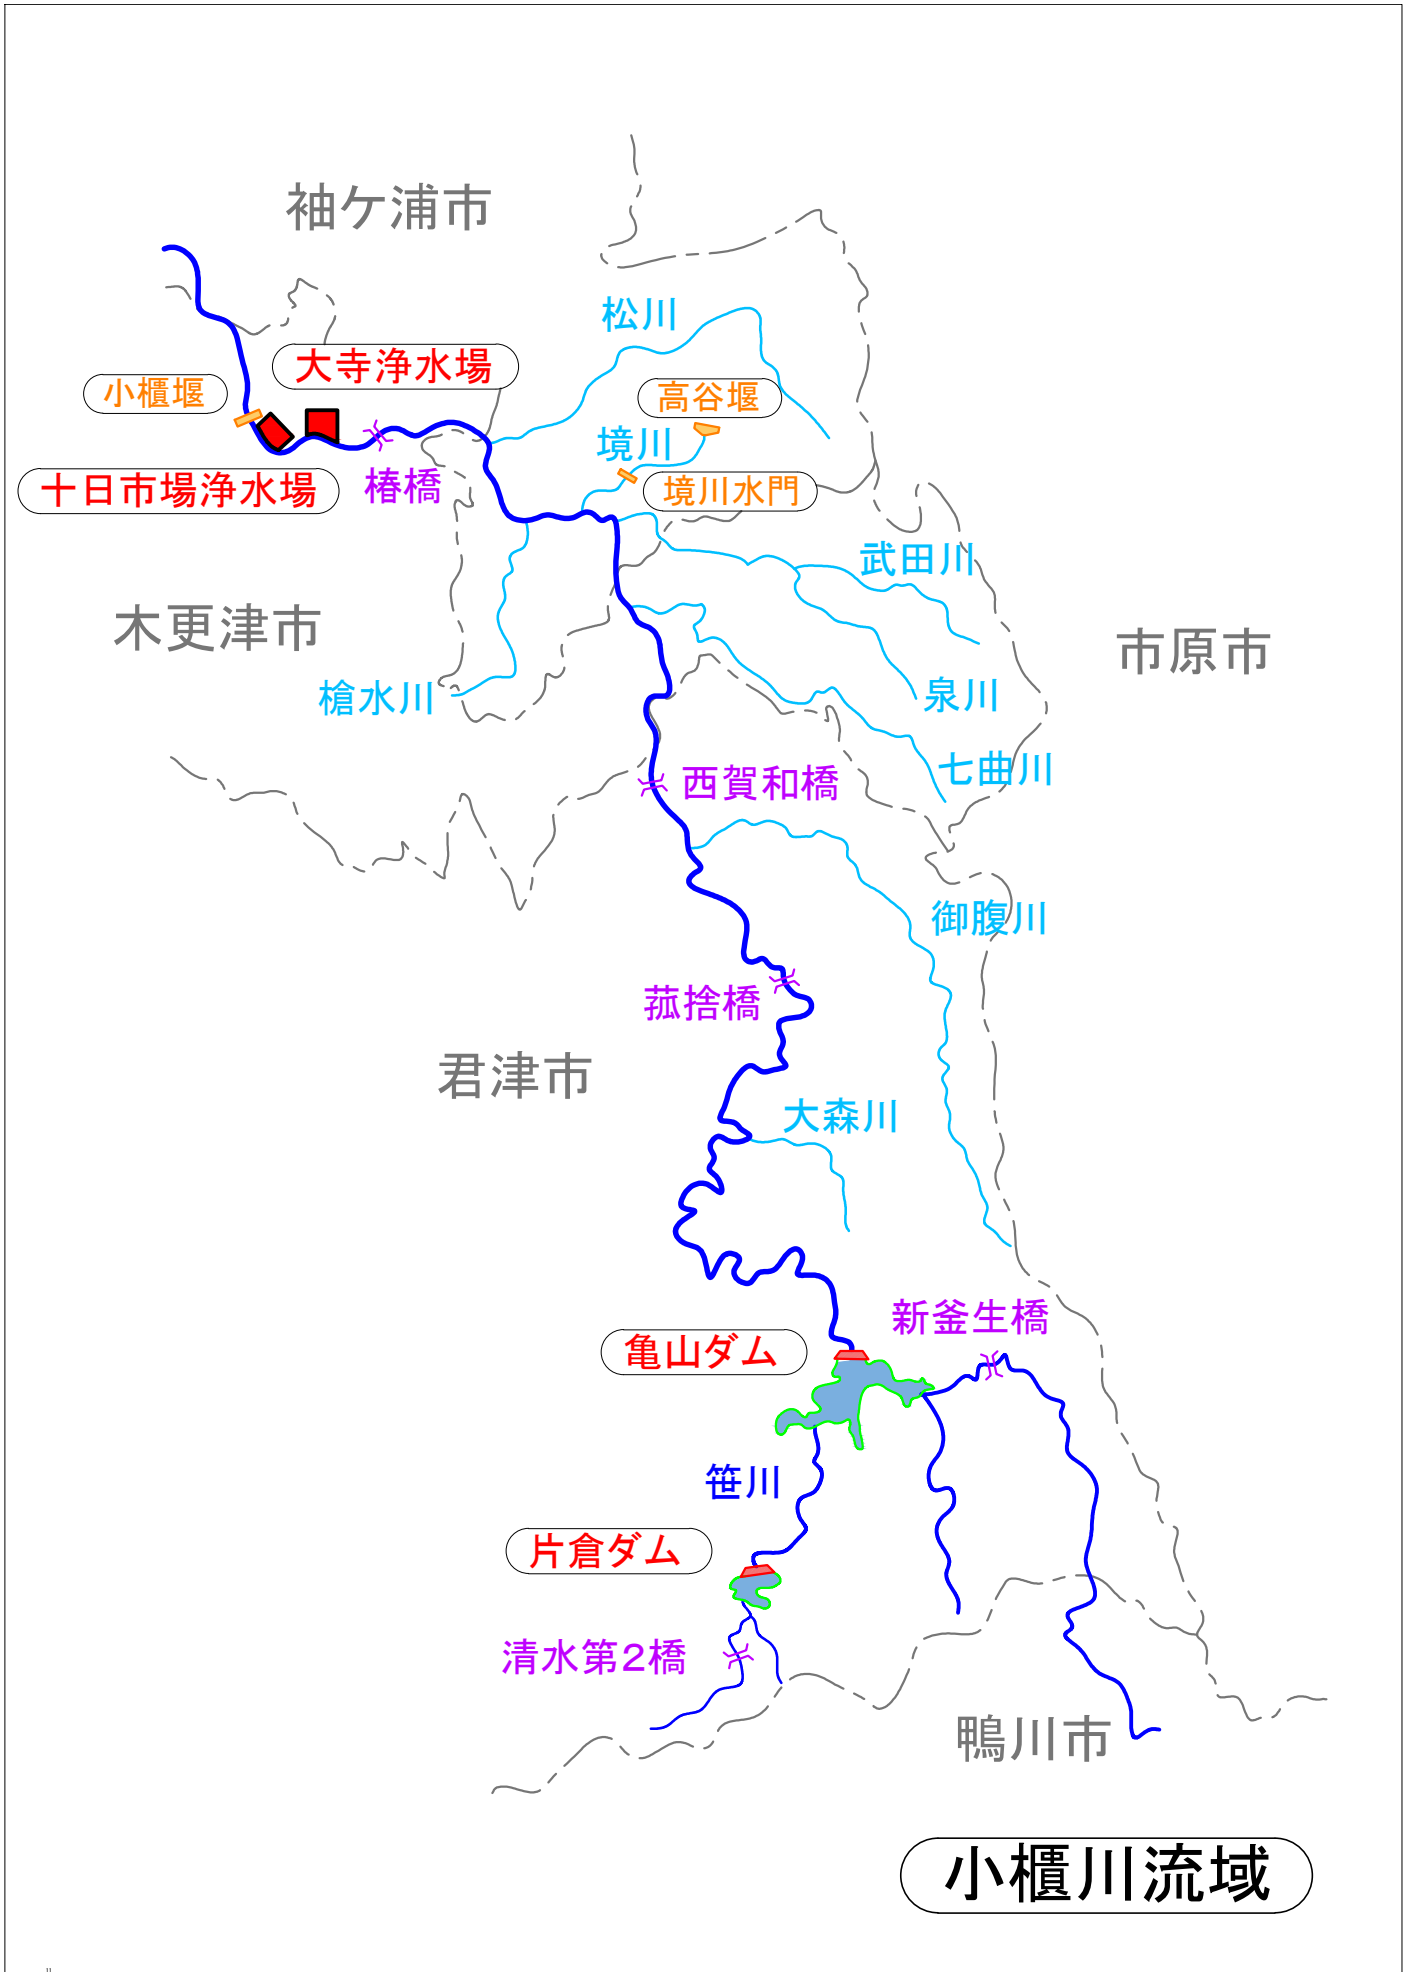 袖ケ浦市
松川
大寺浄水場
小櫃堰
高谷堰
境川
十日市場浄水場
椿橋
境川水門
武田川
木更津市
市原市
槍水川
泉川
七曲川
西賀和橋
御腹川
菰捨橋
君津市
大森川
新釜生橋
亀山ダム
笹川
片倉ダム
清水第2橋
鴨川市
小櫃川流域